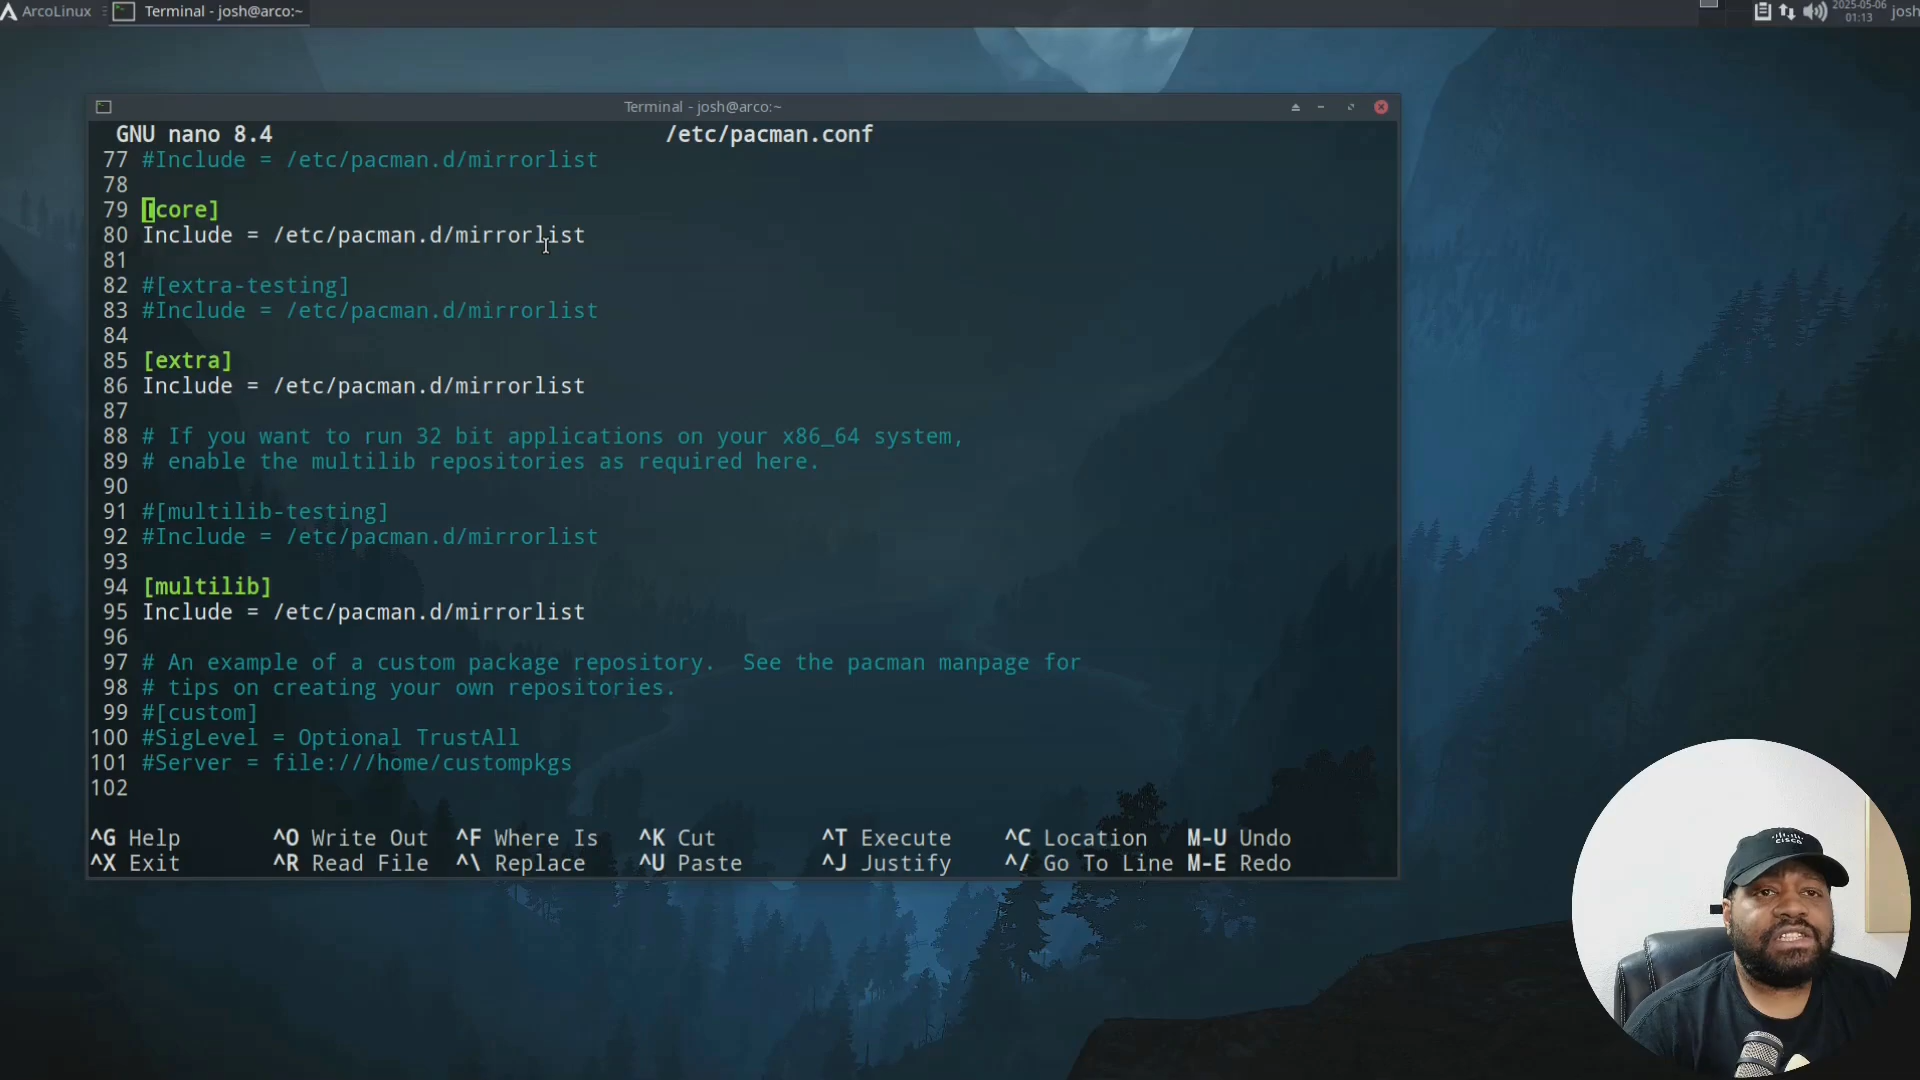 ArcoLinux
Terminal - josh@arco:~
2025-05-06
01:13
josh
Terminal - josh@arco:~
GNU nano 8.4 /etc/pacman.conf
77 #Include = /etc/pacman.d/mirrorlist
78
79 [core]
80 Include = /etc/pacman.d/mirrorlist
81
82 #[extra-testing]
83 #Include = /etc/pacman.d/mirrorlist
84
85 [extra]
86 Include = /etc/pacman.d/mirrorlist
87
88 # If you want to run 32 bit applications on your x86_64 system,
89 # enable the multilib repositories as required here.
90
91 #[multilib-testing]
92 #Include = /etc/pacman.d/mirrorlist
93
94 [multilib]
95 Include = /etc/pacman.d/mirrorlist
96
97 # An example of a custom package repository.  See the pacman manpage for
98 # tips on creating your own repositories.
99 #[custom]
100 #SigLevel = Optional TrustAll
101 #Server = file:///home/custompkgs
102
^G Help ^O Write Out ^F Where Is ^K Cut ^T Execute ^C Location M-U Undo
^X Exit ^R Read File ^\ Replace ^U Paste ^J Justify ^/ Go To Line M-E Redo
CISCO